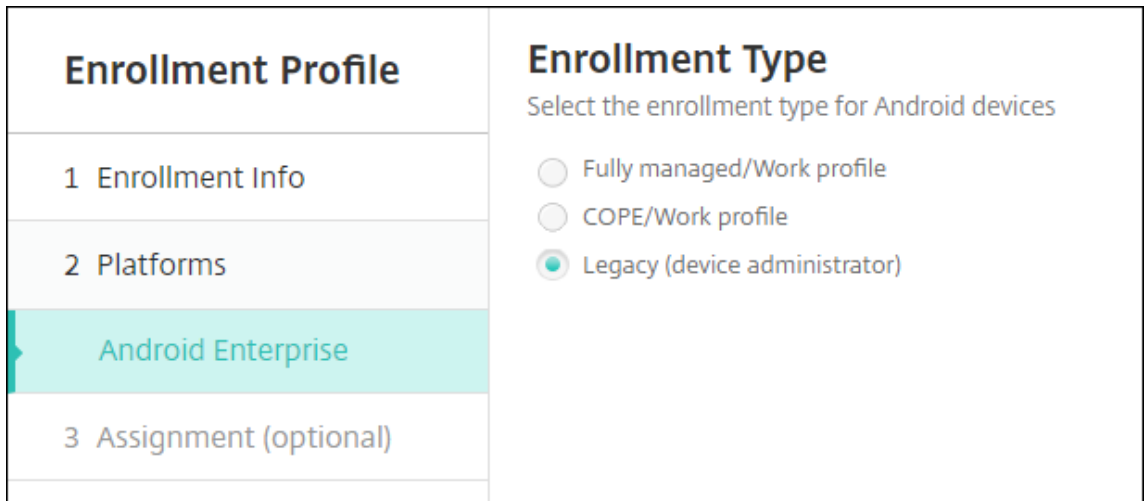 Enrollment Profile
1 Enrollment Info
2 Platforms
Android Enterprise
3 Assignment (optional)
Enrollment Type
Select the enrollment type for Android devices
Fully managed/Work profile
COPE/Work profile
Legacy (device administrator)